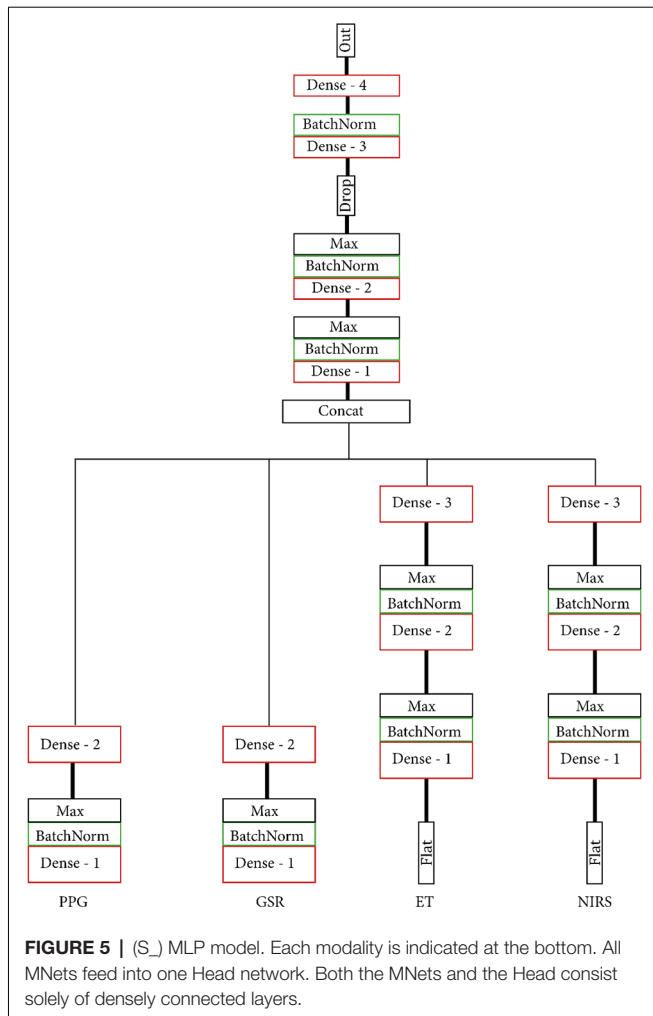 Out
Dense - 4
BatchNorm
Dense - 3
Drop
Max
BatchNorm
Dense - 2
Max
BatchNorm
Dense - 1
Concat
Dense - 3
Dense - 3
Max
BatchNorm
Dense - 2
Max
BatchNorm
Dense - 2
Dense - 2
Dense - 2
Max
BatchNorm
Dense - 1
Max
BatchNorm
Dense - 1
Max
BatchNorm
Dense - 1
Max
BatchNorm
Dense - 1
Flat
Flat
PPG
GSR
ET
NIRS
FIGURE 5 | (S_) MLP model. Each modality is indicated at the bottom. All
MNets feed into one Head network. Both the MNets and the Head consist
solely of densely connected layers.